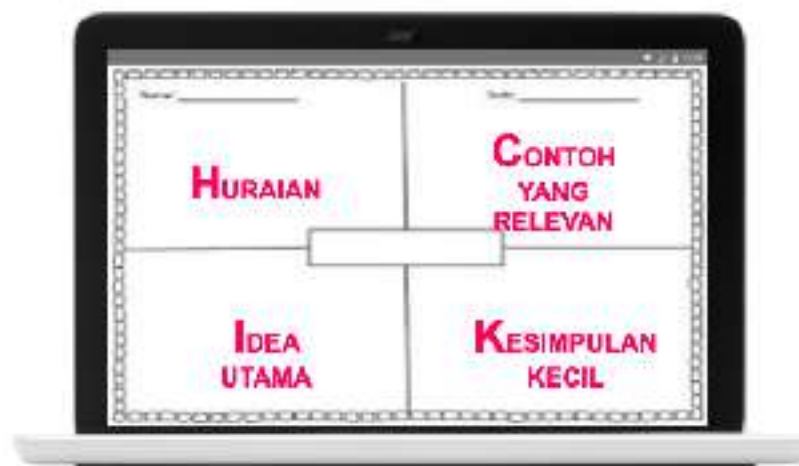 HURAIAN
CONTOH
YANG
RELEVAN
IDEA
UTAMA
KESIMPULAN
KECIL